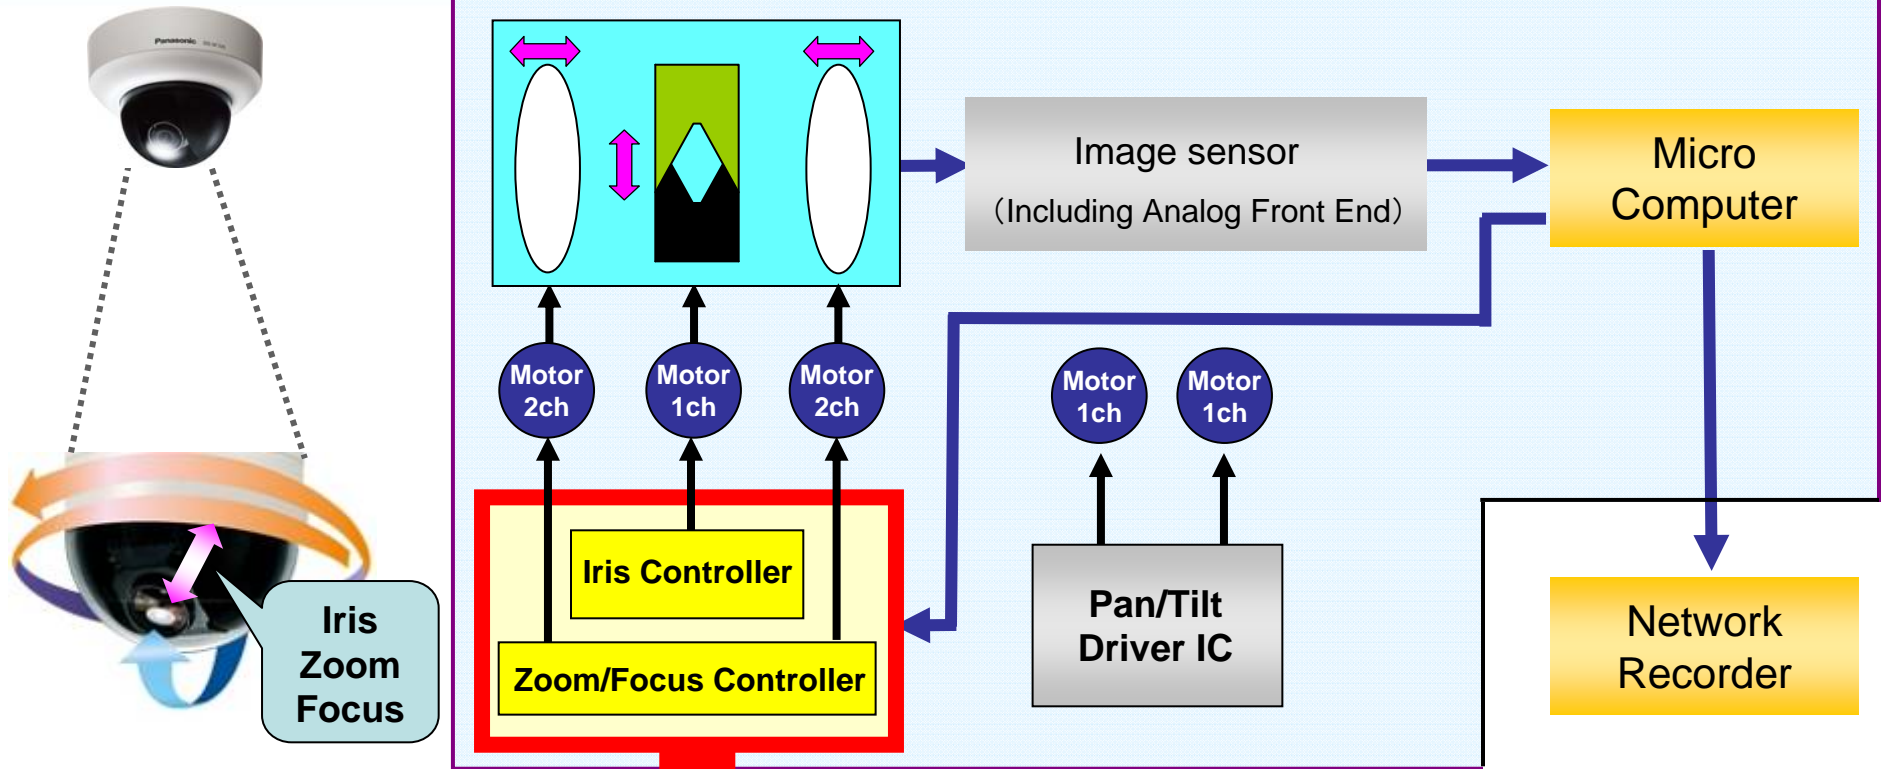 Panasonic
Image sensor
（Including Analog Front End）
Micro
Computer
Motor
2ch
Motor
1ch
Motor
2ch
Motor
1ch
Motor
1ch
Iris Controller
Zoom/Focus Controller
Pan/Tilt
Driver IC
Network
Recorder
Iris
Zoom
Focus